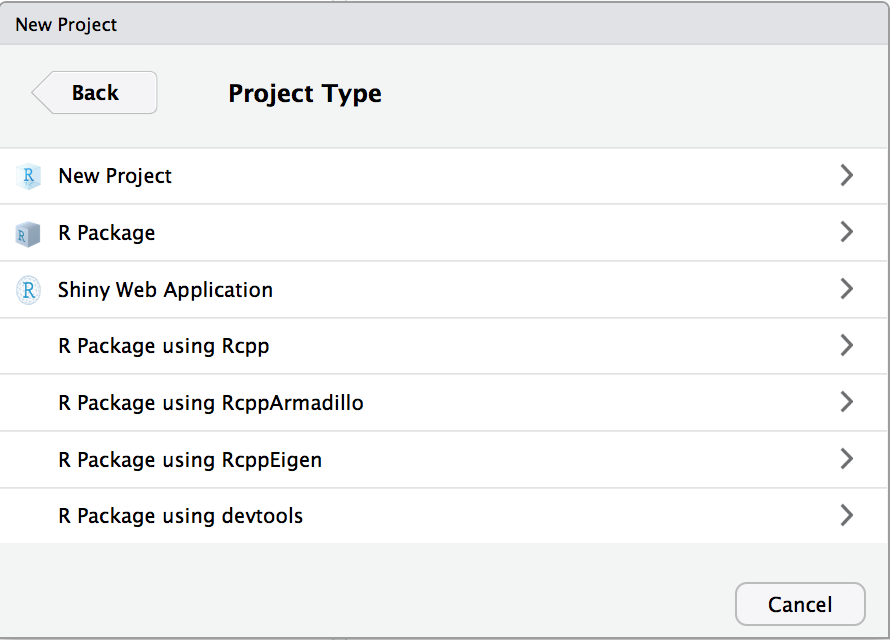 New Project
Back
Project Type
R New Project
R R Package
R Shiny Web Application
R Package using Rcpp
R Package using RcppArmadillo
R Package using RcppEigen
R Package using devtools
Cancel